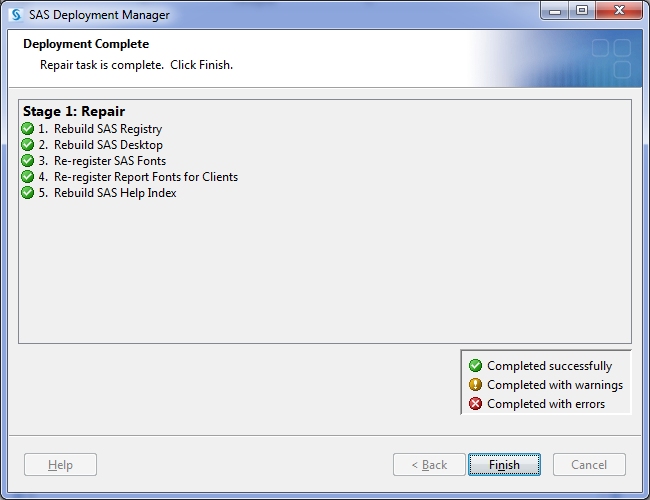 SAS Deployment Manager
Deployment Complete
Repair task is complete.  Click Finish.
Stage 1: Repair
1.  Rebuild SAS Registry
2.  Rebuild SAS Desktop
3.  Re-register SAS Fonts
4.  Re-register Report Fonts for Clients
5.  Rebuild SAS Help Index
Completed successfully
Completed with warnings
Completed with errors
Help
< Back
Finish
Cancel